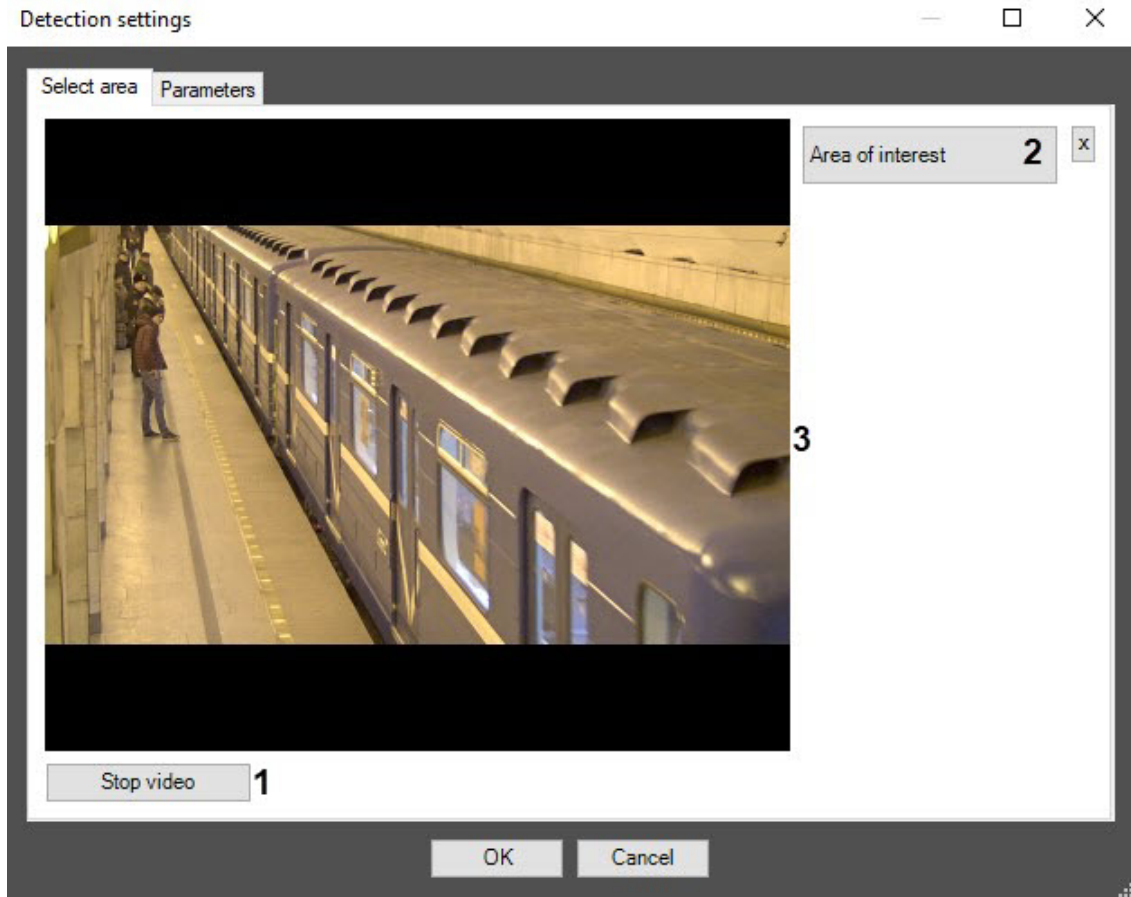 Detection settings
Select area
Parameters
Area of interest 2
x
3
Stop video 1
OK
Cancel